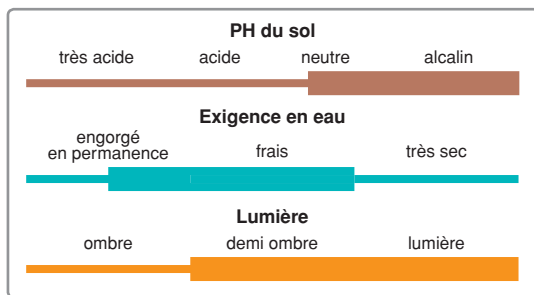 PH du sol
très acide acide neutre alcalin
Exigence en eau
engorgé
en permanence frais très sec
Lumière
ombre demi ombre lumière